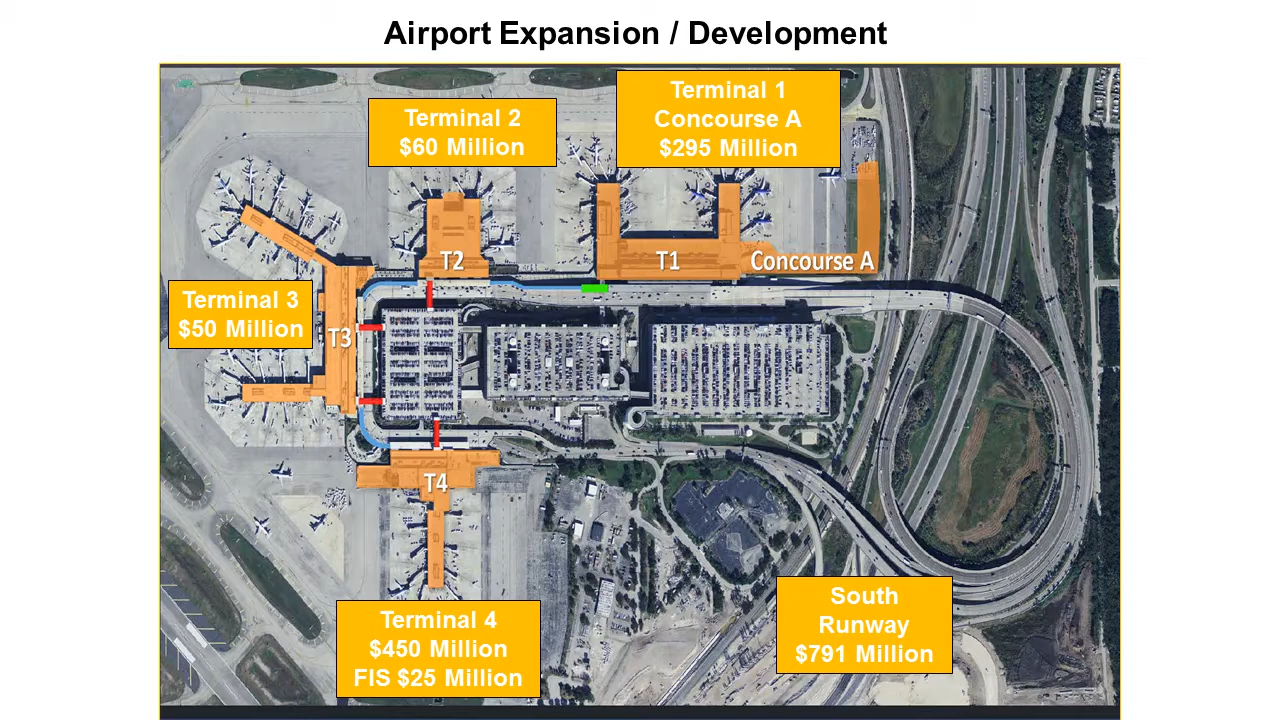 Airport Expansion / Development
Terminal 1
Concourse A
$295 Million
Terminal 2
$60 Million
T2
T1
Concourse A
Terminal 3
$50 Million
T3
T4
Terminal 4
$450 Million
FIS $25 Million
South
Runway
$791 Million